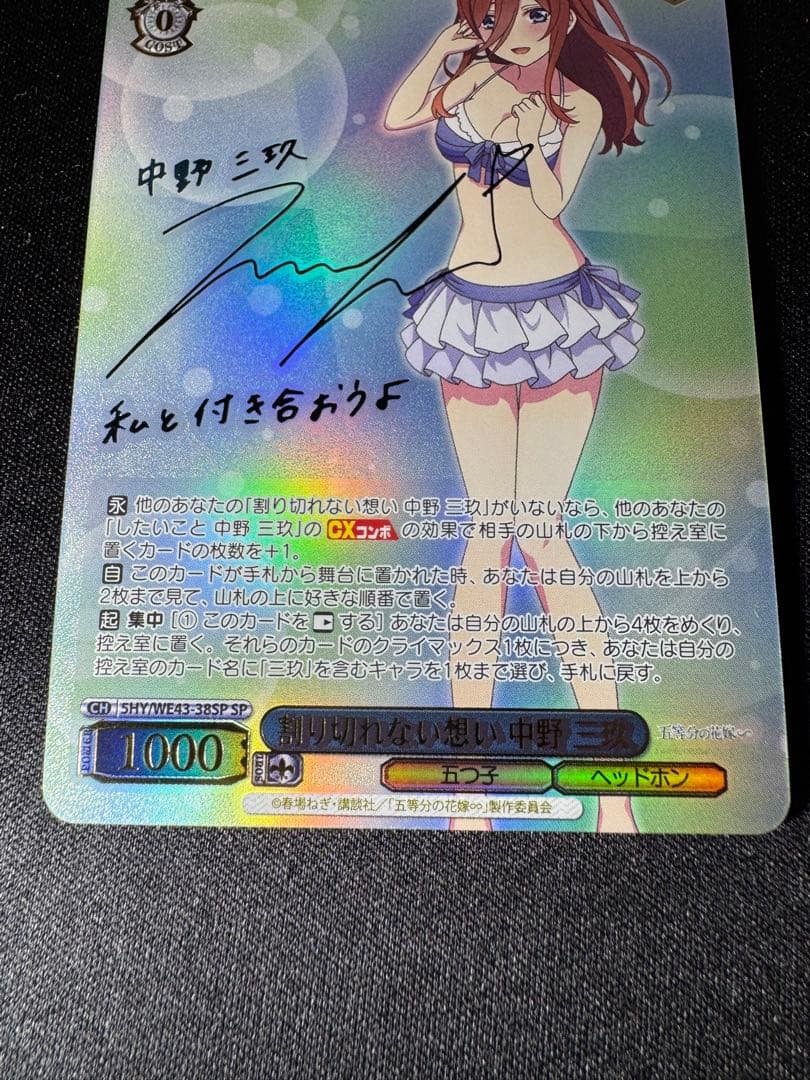 0
COST
中野 三玖
私と付き合おうよ
永 他のあなたの「割り切れない想い 中野 三玖」がいないなら、他のあなたの
「したいこと 中野 三玖」の CXコンボ の効果で相手の山札の下から控え室に
置くカードの枚数を+1。
自 このカードが手札から舞台に置かれた時、あなたは自分の山札を上から
2枚まで見て、山札の上に好きな順番で置く。
起 集中 [① このカードを する] あなたは自分の山札の上から4枚をめくり、
控え室に置く。それらのカードのクライマックス1枚につき、あなたは自分の
控え室のカード名に「三玖」を含むキャラを1枚まで選び、手札に戻す。
CH 5HY/WE43-38SP SP
割り切れない想い 中野 三玖
五等分の花嫁∽
POWER
1000
SOUL
五つ子
ヘッドホン
©春場ねぎ・講談社／「五等分の花嫁∽」製作委員会